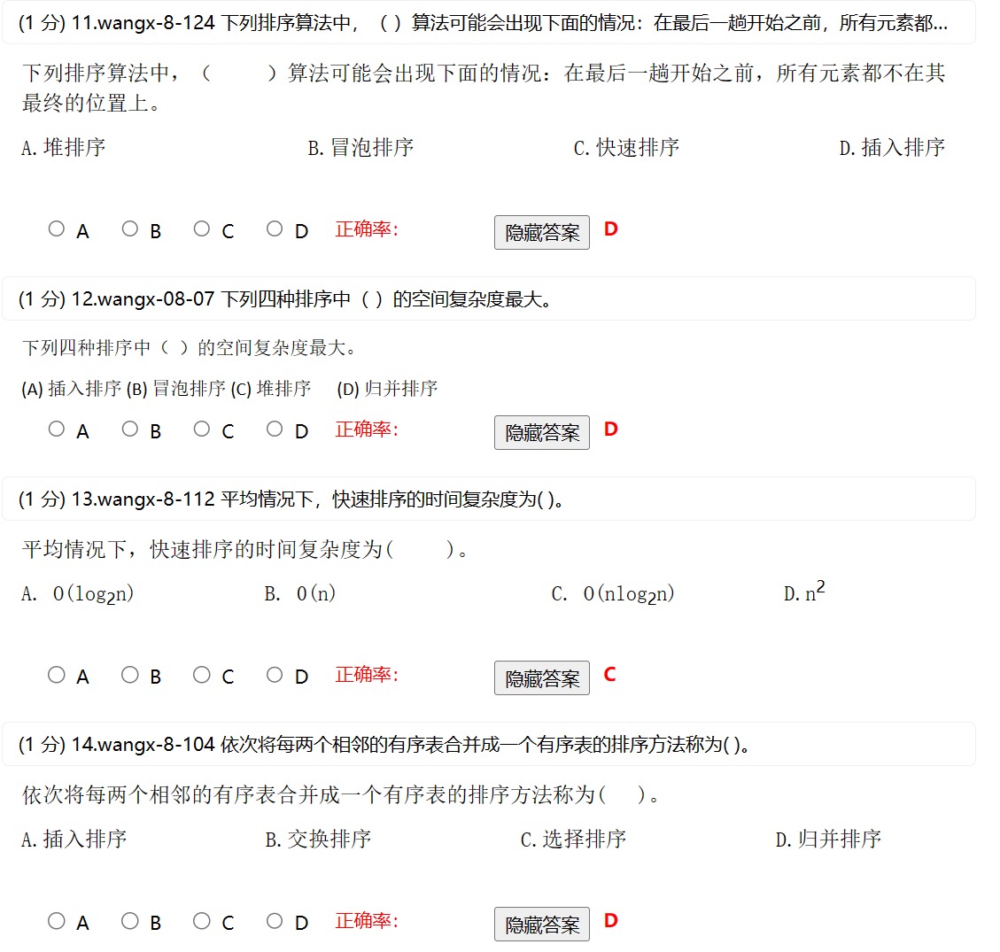 (1 分) 11.wangx-8-124 下列排序算法中，（ ）算法可能会出现下面的情况：在最后一趟开始之前，所有元素都...
下列排序算法中，（　　）算法可能会出现下面的情况：在最后一趟开始之前，所有元素都不在其
最终的位置上。
A.堆排序 B.冒泡排序 C.快速排序 D.插入排序
A B C D 正确率： 隐藏答案 D
(1 分) 12.wangx-08-07 下列四种排序中（ ）的空间复杂度最大。
下列四种排序中（ ）的空间复杂度最大。
(A) 插入排序 (B) 冒泡排序 (C) 堆排序 (D) 归并排序
A B C D 正确率： 隐藏答案 D
(1 分) 13.wangx-8-112 平均情况下，快速排序的时间复杂度为( )。
平均情况下，快速排序的时间复杂度为(　　)。
A. O(log₂n) B. O(n) C. O(nlog₂n) D.n²
A B C D 正确率： 隐藏答案 C
(1 分) 14.wangx-8-104 依次将每两个相邻的有序表合并成一个有序表的排序方法称为( )。
依次将每两个相邻的有序表合并成一个有序表的排序方法称为(　)。
A.插入排序 B.交换排序 C.选择排序 D.归并排序
A B C D 正确率： 隐藏答案 D